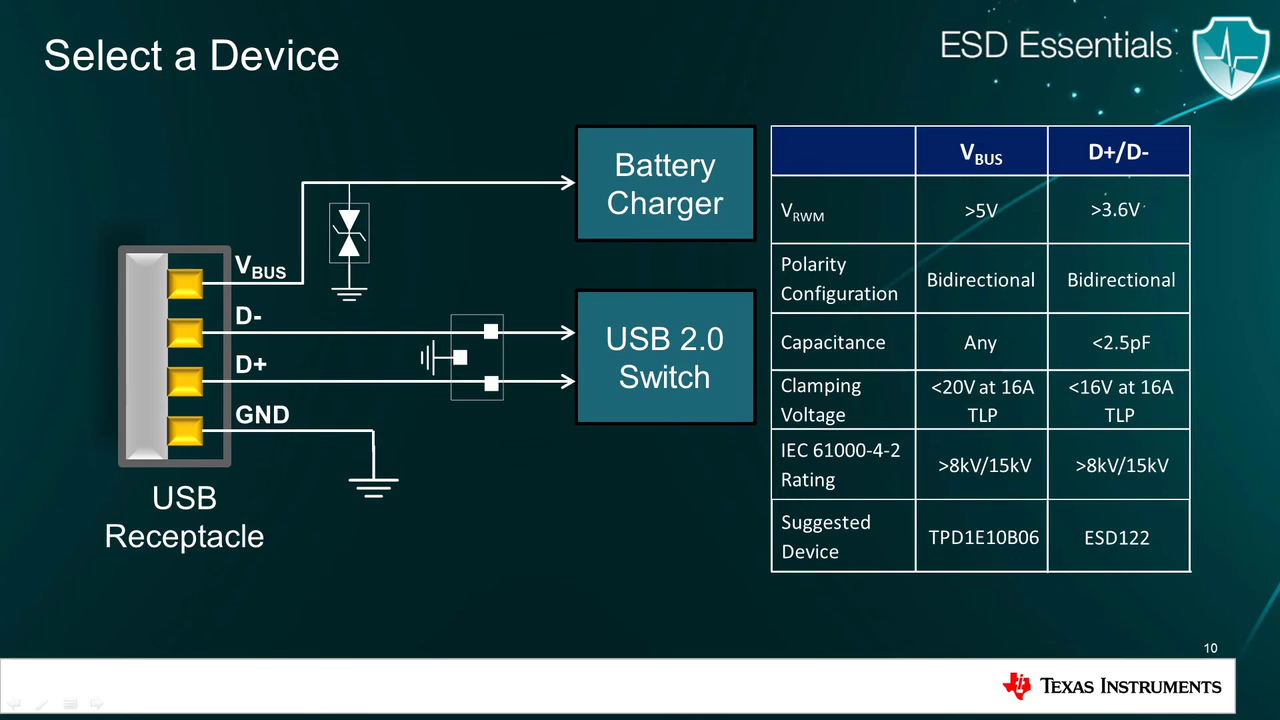 Select a Device
ESD Essentials
Battery
Charger
USB 2.0
Switch
VBUS
D-
D+
GND
USB
Receptacle
VBUS D+/D-
VRWM >5V >3.6V
Polarity
Configuration Bidirectional Bidirectional
Capacitance Any <2.5pF
Clamping
Voltage <20V at 16A
TLP <16V at 16A
TLP
IEC 61000-4-2
Rating >8kV/15kV >8kV/15kV
Suggested
Device TPD1E10B06 ESD122
10
TEXAS INSTRUMENTS